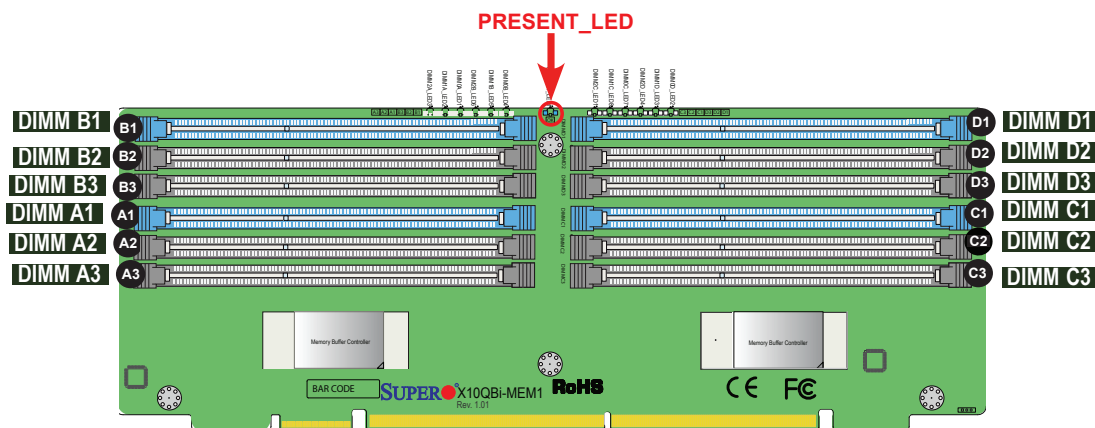 PRESENT_LED
DIMM B1
B1
D1
DIMM D1
DIMM B2
B2
D2
DIMM D2
DIMM B3
B3
D3
DIMM D3
DIMM A1
A1
C1
DIMM C1
DIMM A2
A2
C2
DIMM C2
DIMM A3
A3
C3
DIMM C3
Memory Buffer Controller
Memory Buffer Controller
BAR CODE
SUPER X10QBi-MEM1
Rev. 1.01
RoHS
CE FC